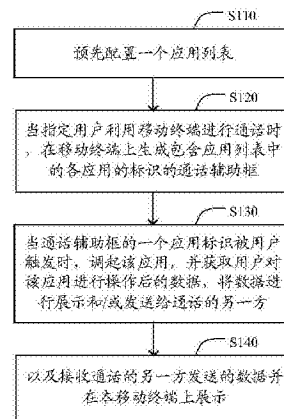 S110
预先配置一个应用列表
S120
当指定用户利用移动终端进行通话时
，在移动终端上生成包含应用列表中
的各应用的标识的通话辅助框
S130
当通话辅助框的一个应用标识被用户
触发时，调起该应用，并获取用户对
该应用进行操作后的数据，将数据进
行展示和/或发送给通话的另一方
S140
以及接收通话的另一方发送的数据并
在本移动终端上展示